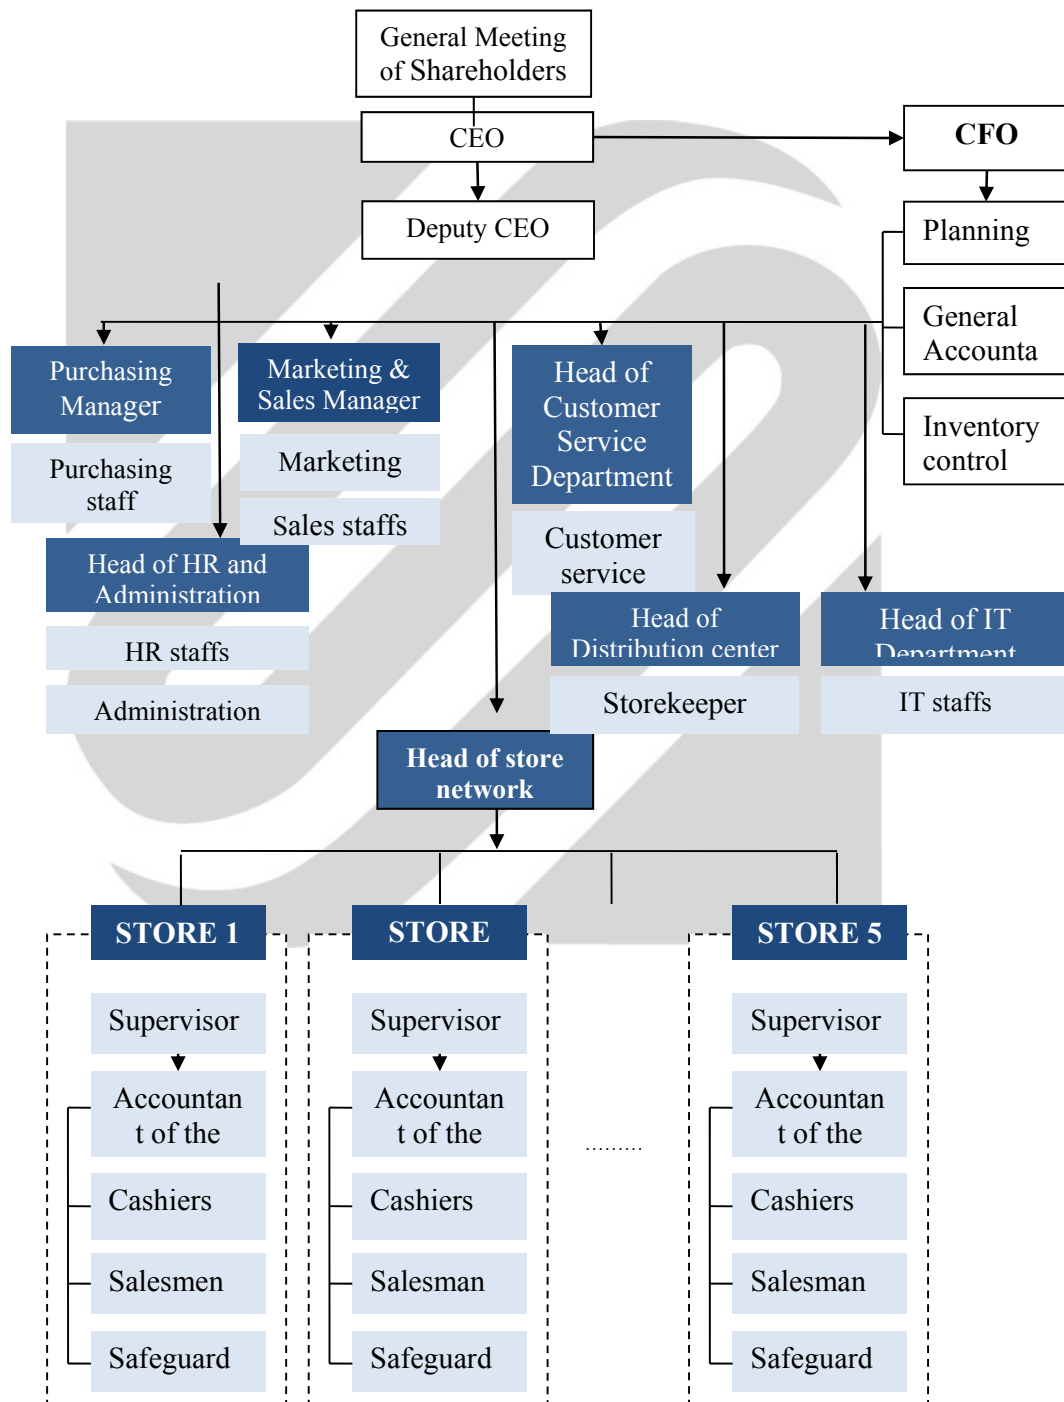 General Meeting
of Shareholders
CEO
CFO
Deputy CEO
Planning
General
Accounta
Inventory
control
Purchasing
Manager
Purchasing
staff
Marketing &
Sales Manager
Marketing
Sales staffs
Head of
Customer
Service
Department
Customer
service
Head of HR and
Administration
HR staffs
Administration
Head of
Distribution center
Storekeeper
Head of IT
Department
IT staffs
Head of store
network
STORE 1
Supervisor
Accountan
t of the
Cashiers
Salesmen
Safeguard
STORE
Supervisor
Accountan
t of the
Cashiers
Salesman
Safeguard
.........
STORE 5
Supervisor
Accountan
t of the
Cashiers
Salesman
Safeguard